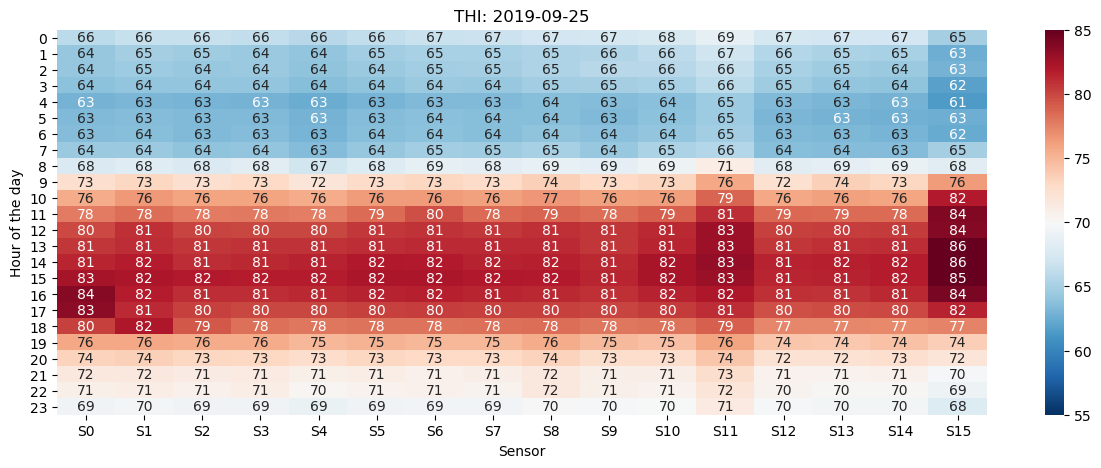 THI: 2019-09-25
0 66 66 66 66 66 66 67 67 67 67 68 69 67 67 67 65
1 64 65 65 64 64 65 65 65 65 66 66 67 66 65 65 63
2 64 65 64 64 64 64 65 65 65 66 66 66 65 65 64 63
3 64 64 64 64 64 64 64 64 65 65 65 66 65 64 64 62
4 63 63 63 63 63 63 63 63 64 63 64 65 63 63 63 61
5 63 63 63 63 63 64 64 64 64 63 64 65 63 63 63 63
6 63 64 63 63 63 64 64 64 64 64 64 65 63 63 63 62
7 64 64 65 64 63 64 65 65 65 64 65 66 64 64 63 65
8 68 68 68 68 67 68 69 68 69 69 69 71 68 69 69 68
9 73 73 73 73 72 73 73 73 74 73 73 76 72 74 73 76
10 76 76 76 76 76 76 76 76 77 76 76 79 76 76 76 82
11 78 78 78 78 78 79 80 78 79 78 79 81 79 79 78 84
12 80 81 80 80 80 81 81 81 81 81 81 83 80 80 81 84
13 81 81 81 81 81 81 81 81 81 81 81 83 81 81 81 86
14 81 82 81 81 81 82 82 82 82 81 82 83 81 82 82 86
15 83 82 82 82 82 82 82 82 82 81 82 83 81 81 82 85
16 84 82 81 81 81 82 82 81 81 81 82 82 81 81 81 84
17 83 81 80 80 80 80 80 80 80 80 80 81 80 80 80 82
18 80 82 79 78 78 78 78 78 78 78 78 79 77 77 77 77
19 76 76 76 76 75 75 75 75 76 75 75 76 74 74 74 74
20 74 74 73 73 73 73 73 73 74 73 73 74 72 72 73 72
21 72 72 71 71 71 71 71 71 72 71 71 73 71 71 71 70
22 71 71 71 71 70 71 71 71 72 71 71 72 70 70 70 69
23 69 70 69 69 69 69 69 69 70 70 70 71 70 70 70 68
S0 S1 S2 S3 S4 S5 S6 S7 S8 S9 S10 S11 S12 S13 S14 S15
Sensor
Hour of the day
85
80
75
70
65
60
55